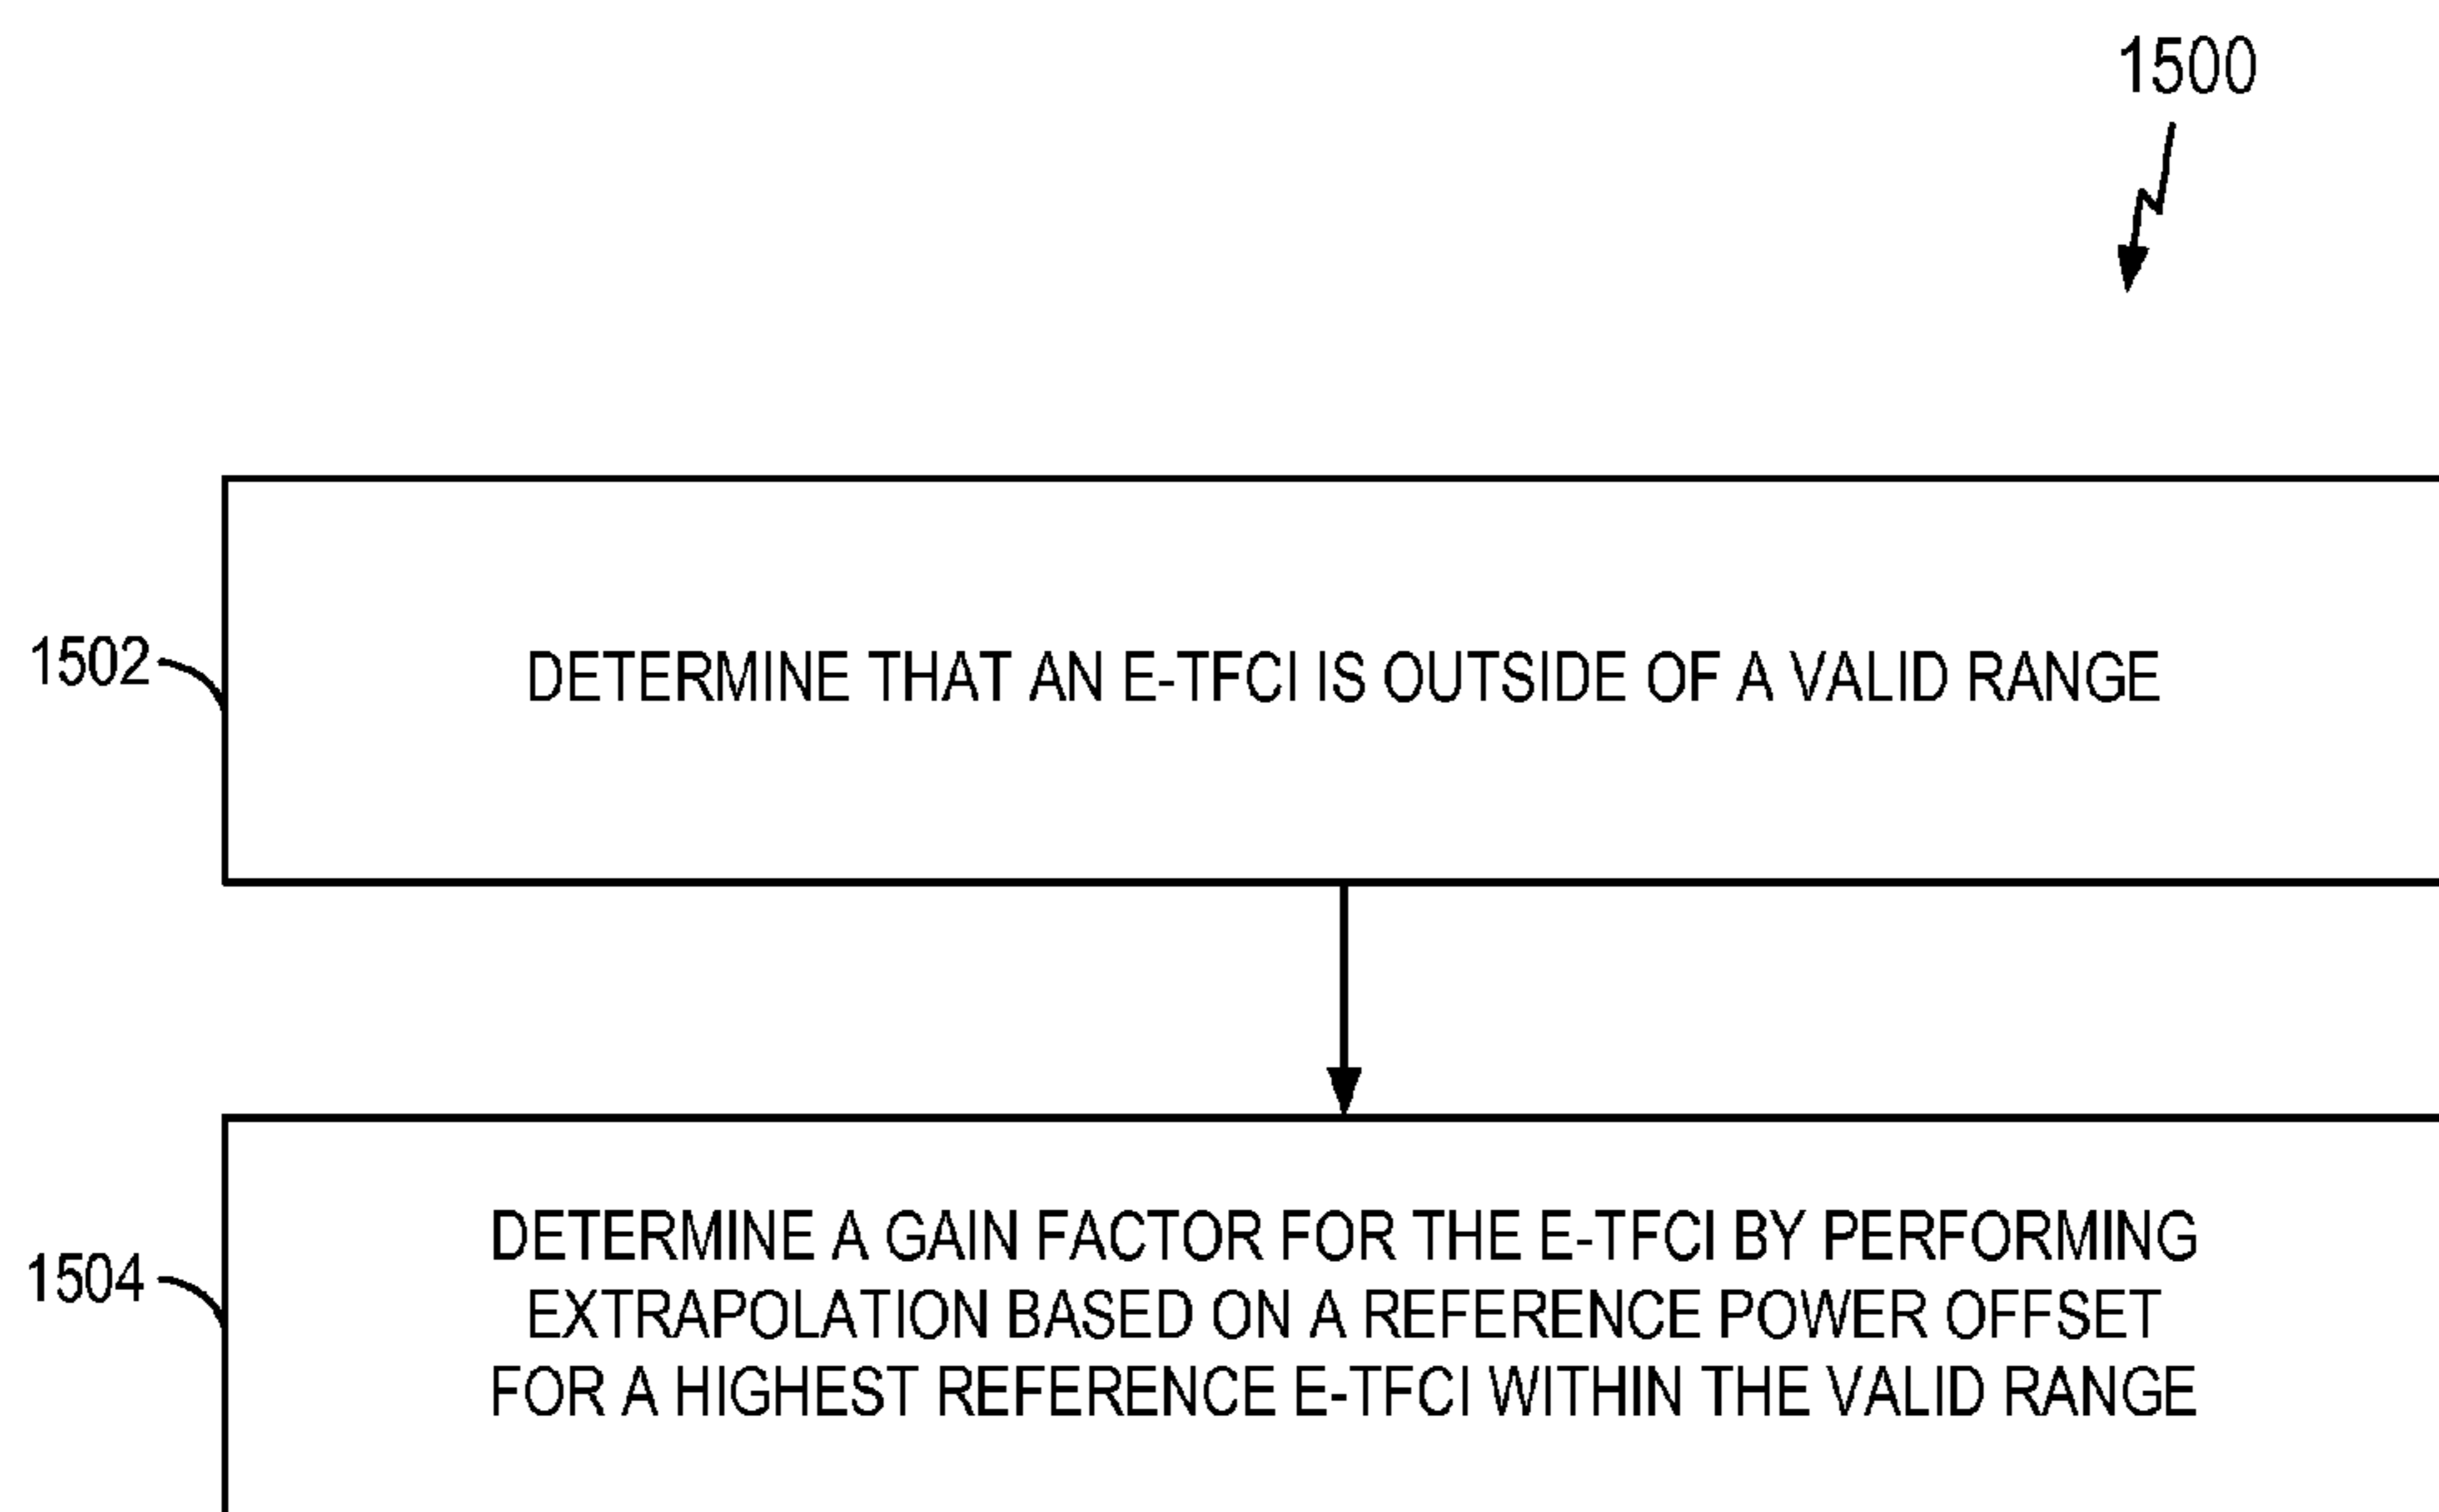 1500
1502
DETERMINE THAT AN E-TFCI IS OUTSIDE OF A VALID RANGE
1504
DETERMINE A GAIN FACTOR FOR THE E-TFCI BY PERFORMING
EXTRAPOLATION BASED ON A REFERENCE POWER OFFSET
FOR A HIGHEST REFERENCE E-TFCI WITHIN THE VALID RANGE